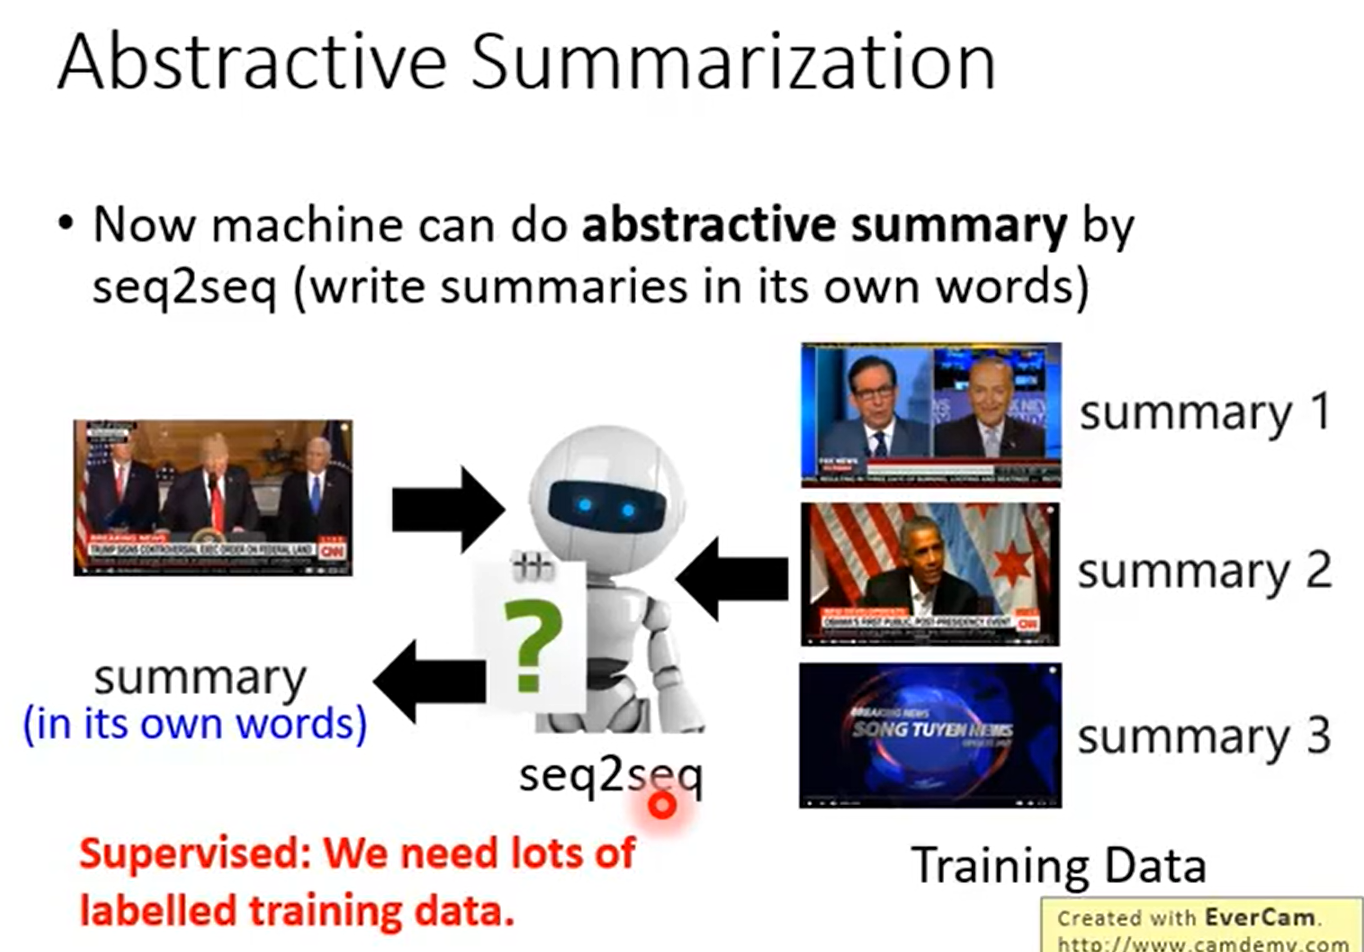 Abstractive Summarization
• Now machine can do abstractive summary by
seq2seq (write summaries in its own words)
BREAKING NEWS
TRUMP SIGNS CONTROVERSIAL EXEC ORDER ON FEDERAL LAND
CNN
summary
(in its own words)
?
seq2seq
FOX NEWS
summary 1
OBAMA'S FIRST PUBLIC, POST-PRESIDENCY EVENT
CNN
summary 2
BREAKING NEWS
SONG TUYEN NEWS
summary 3
Supervised: We need lots of
labelled training data.
Training Data
Created with EverCam.
http://www.camdemy.com